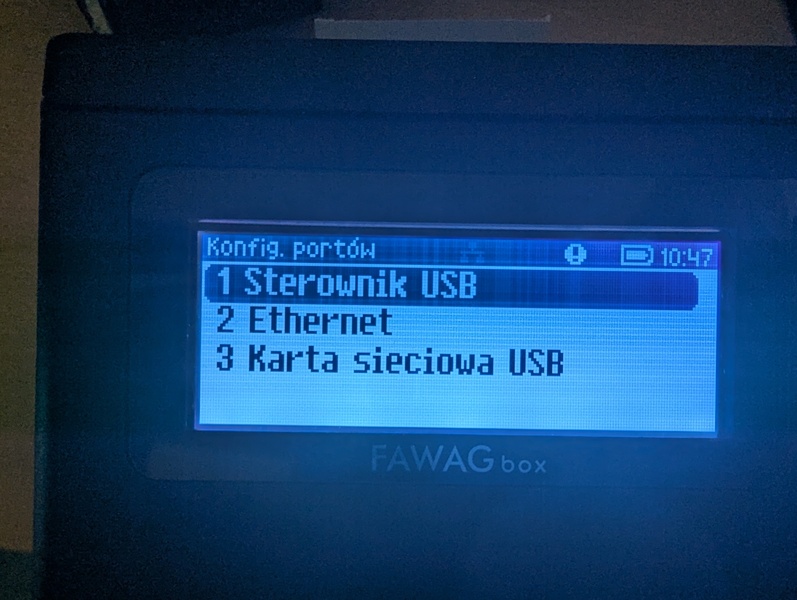 Konfig. portów 10:47
1 Sterownik USB
2 Ethernet
3 Karta sieciowa USB
FAWAG box